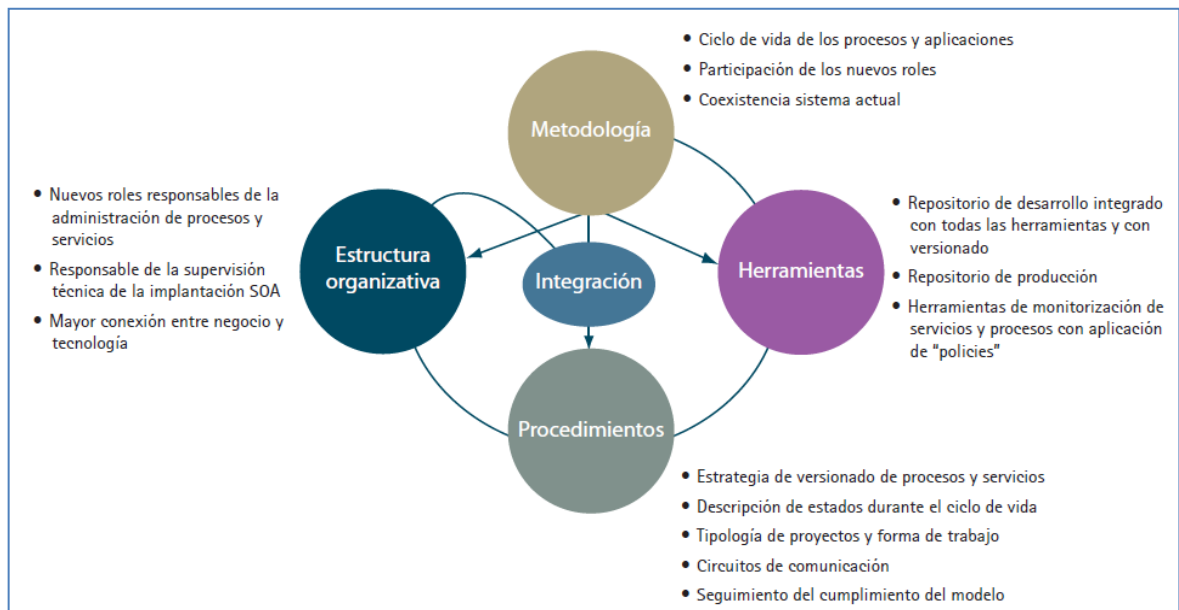 Metodología
• Ciclo de vida de los procesos y aplicaciones
• Participación de los nuevos roles
• Coexistencia sistema actual
• Nuevos roles responsables de la
administración de procesos y
servicios
• Responsable de la supervisión
técnica de la implantación SOA
• Mayor conexión entre negocio y
tecnología
Estructura
organizativa
Integración
Herramientas
• Repositorio de desarrollo integrado
con todas las herramientas y con
versionado
• Repositorio de producción
• Herramientas de monitorización de
servicios y procesos con aplicación
de “policies”
Procedimientos
• Estrategia de versionado de procesos y servicios
• Descripción de estados durante el ciclo de vida
• Tipología de proyectos y forma de trabajo
• Circuitos de comunicación
• Seguimiento del cumplimiento del modelo